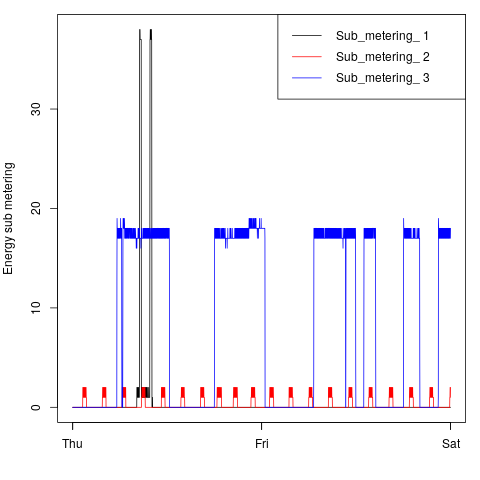 Sub_metering_ 1
Sub_metering_ 2
Sub_metering_ 3
Energy sub metering
30
20
10
0
Thu Fri Sat